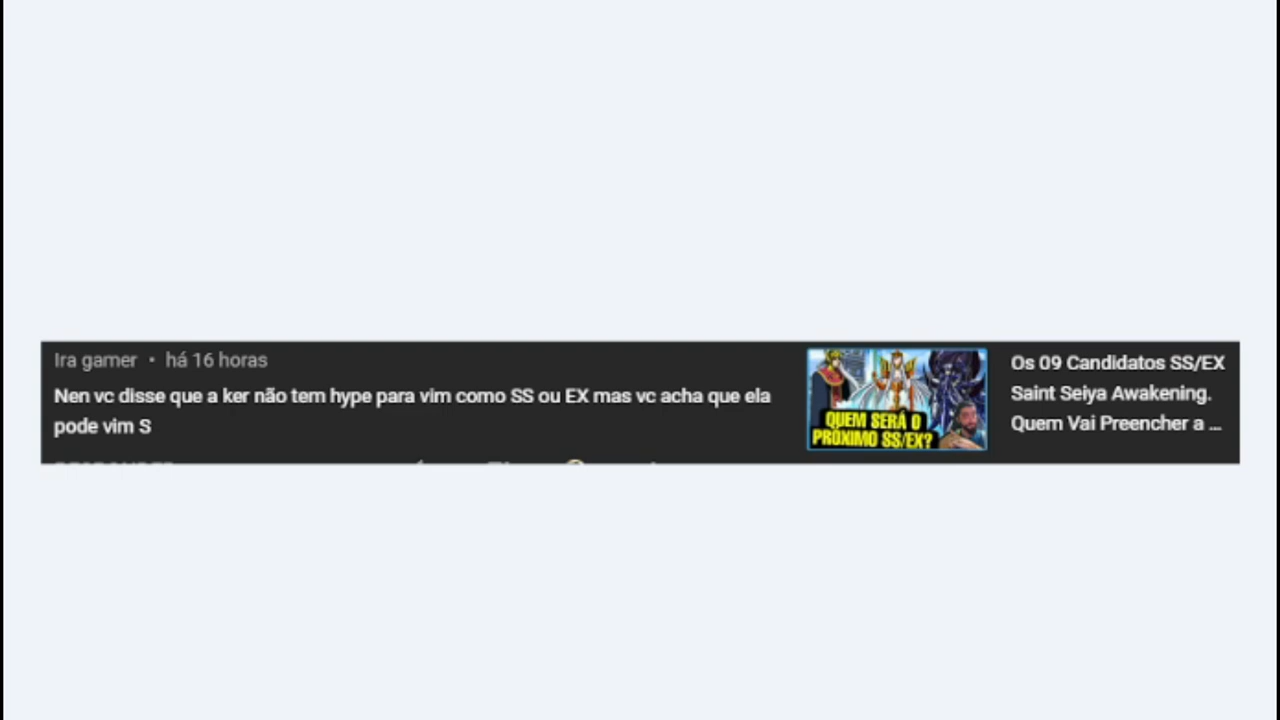 Ira gamer • há 16 horas
Nen vc disse que a ker não tem hype para vim como SS ou EX mas vc acha que ela
pode vim S
QUEM SERÁ O
PRÓXIMO SS/EX?
Os 09 Candidatos SS/EX
Saint Seiya Awakening.
Quem Vai Preencher a ...